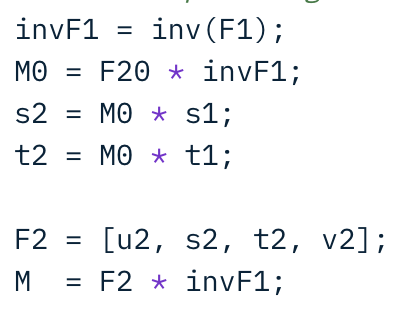 invF1 = inv(F1);
M0 = F20 * invF1;
s2 = M0 * s1;
t2 = M0 * t1;
F2 = [u2, s2, t2, v2];
M  = F2 * invF1;